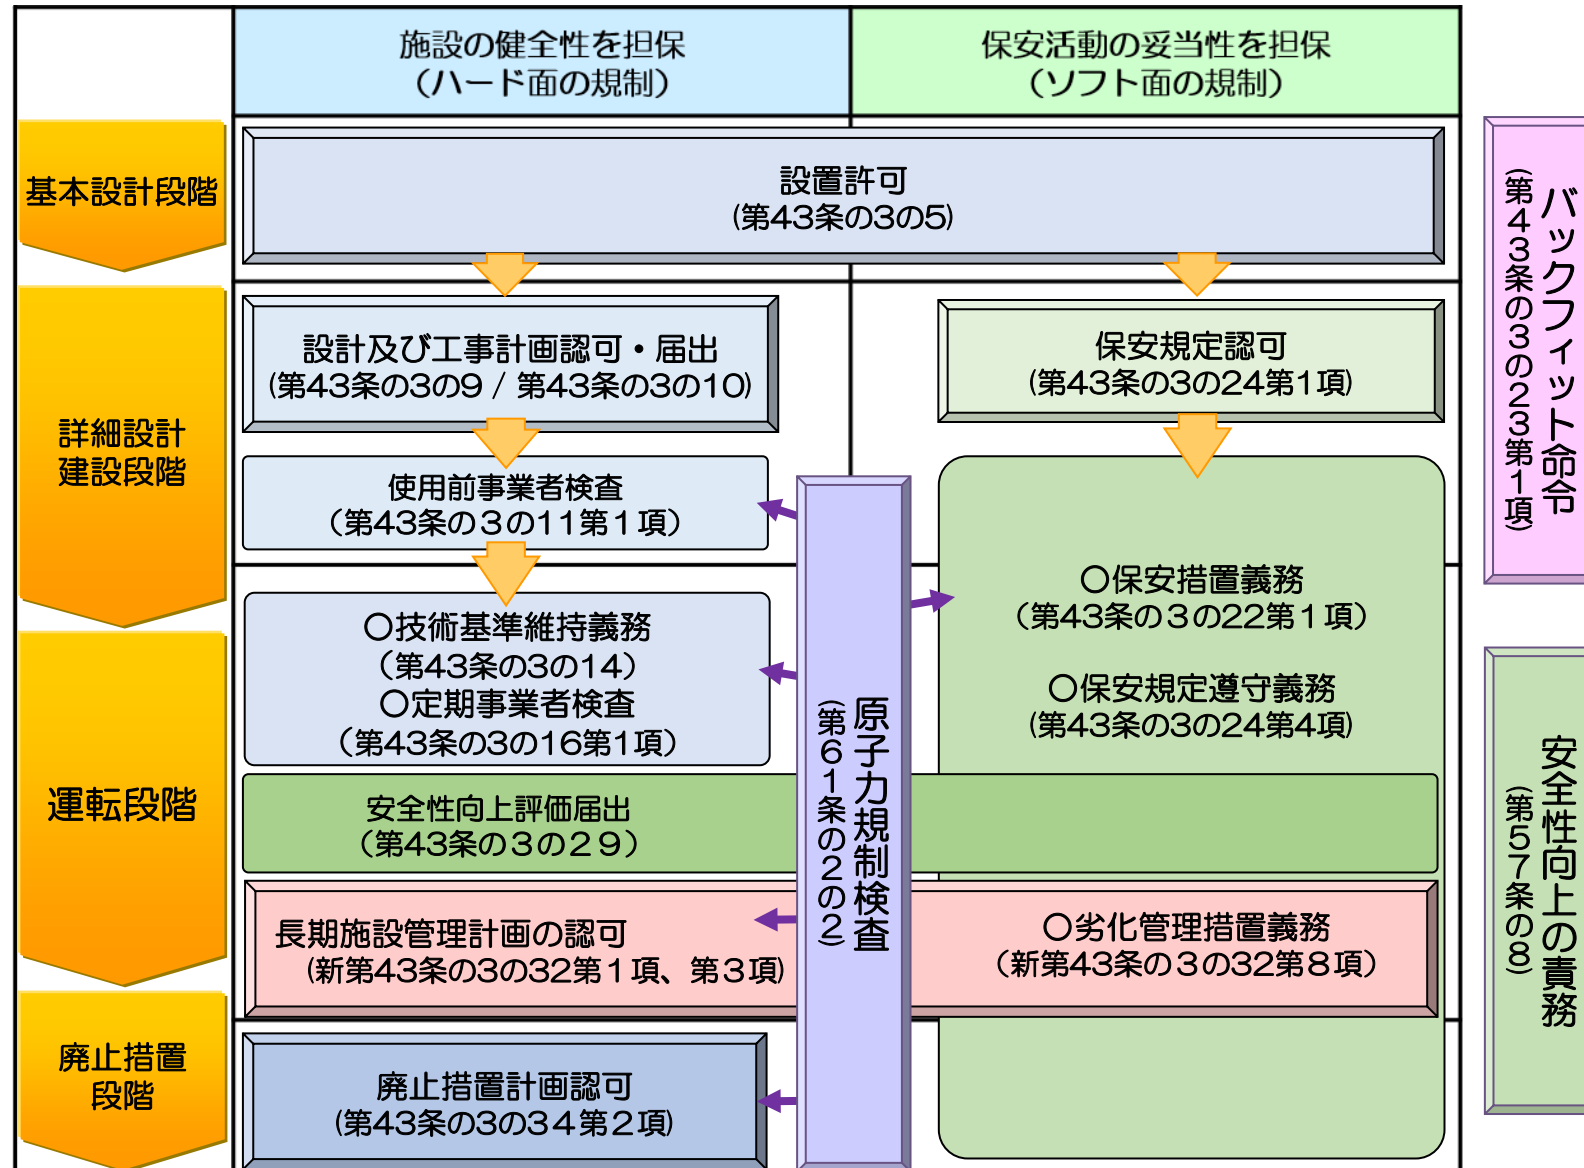 施設の健全性を担保
（ハード面の規制）
保安活動の妥当性を担保
（ソフト面の規制）
基本設計段階
設置許可
(第43条の3の5)
詳細設計
建設段階
設計及び工事計画認可・届出
(第43条の3の9 / 第43条の3の10)
保安規定認可
(第43条の3の24第1項)
使用前事業者検査
（第43条の３の11第１項）
運転段階
〇技術基準維持義務
（第43条の3の14）
〇定期事業者検査
（第43条の3の16第1項）
〇保安措置義務
（第43条の３の22第１項）
〇保安規定遵守義務
(第43条の3の24第4項)
安全性向上評価届出
（第43条の３の２９）
長期施設管理計画の認可
(新第43条の3の32第１項、第３項)
〇劣化管理措置義務
（新第43条の３の32第８項）
廃止措置
段階
廃止措置計画認可
(第43条の3の3４第２項)
原子力規制検査
(第61条の2の2)
バックフィット命令
(第43条の3の23第1項)
安全性向上の責務
(第57条の8)